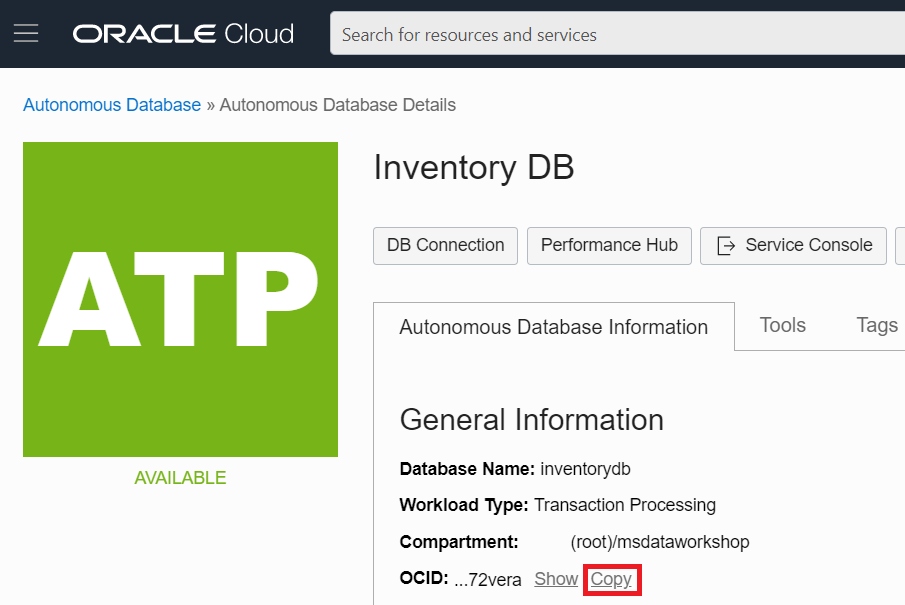 ORACLE Cloud
Search for resources and services
Autonomous Database » Autonomous Database Details
ATP
AVAILABLE
Inventory DB
DB Connection Performance Hub Service Console
Autonomous Database Information Tools Tags
General Information
Database Name: inventorydb
Workload Type: Transaction Processing
Compartment: (root)/msdataworkshop
OCID: ...72vera Show Copy